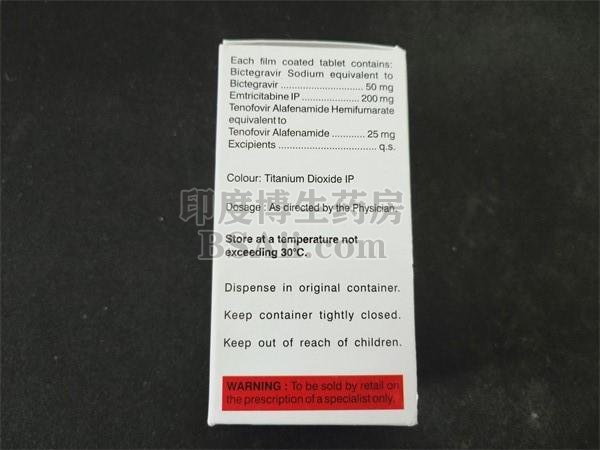 Each film coated tablet contains:
Bictegravir Sodium equivalent to
Bictegravir .............................. 50 mg
Emtricitabine IP ...................... 200 mg
Tenofovir Alafenamide Hemifumarate
equivalent to
Tenofovir Alafenamide ............ 25 mg
Excipients ................................... q.s.
Colour: Titanium Dioxide IP
印度博生药房
Dosage : As directed by the Physician.
Store at a temperature not
BSAii.com
exceeding 30°C.
Dispense in original container.
Keep container tightly closed.
Keep out of reach of children.
WARNING : To be sold by retail on
the prescription of a specialist only.